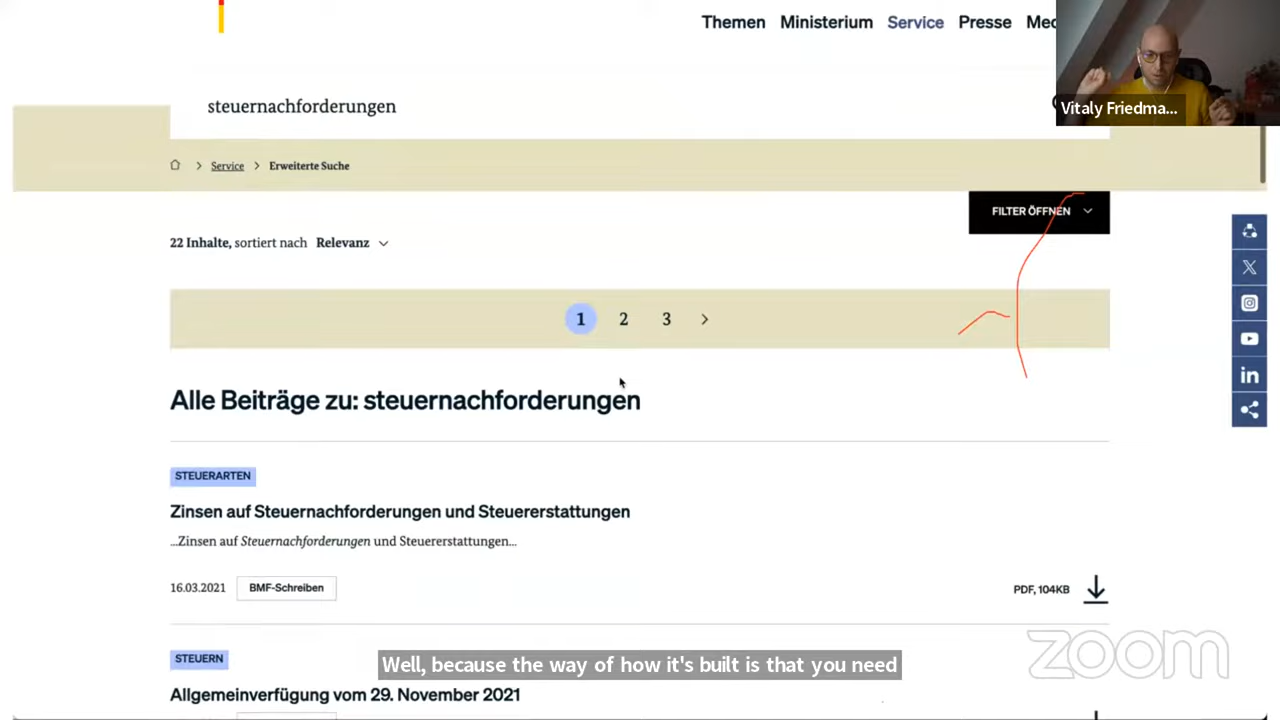 Themen Ministerium Service Presse Mec
Vitaly Friedma...
steuernachforderungen
Service Erweiterte Suche
FILTER ÖFFNEN
22 Inhalte, sortiert nach Relevanz
1 2 3
Alle Beiträge zu: steuernachforderungen
STEUERARTEN
Zinsen auf Steuernachforderungen und Steuererstattungen
...Zinsen auf Steuernachforderungen und Steuererstattungen...
16.03.2021 BMF-Schreiben PDF, 104KB
STEUERN
Allgemeinverfügung vom 29. November 2021
Well, because the way of how it's built is that you need
zoom